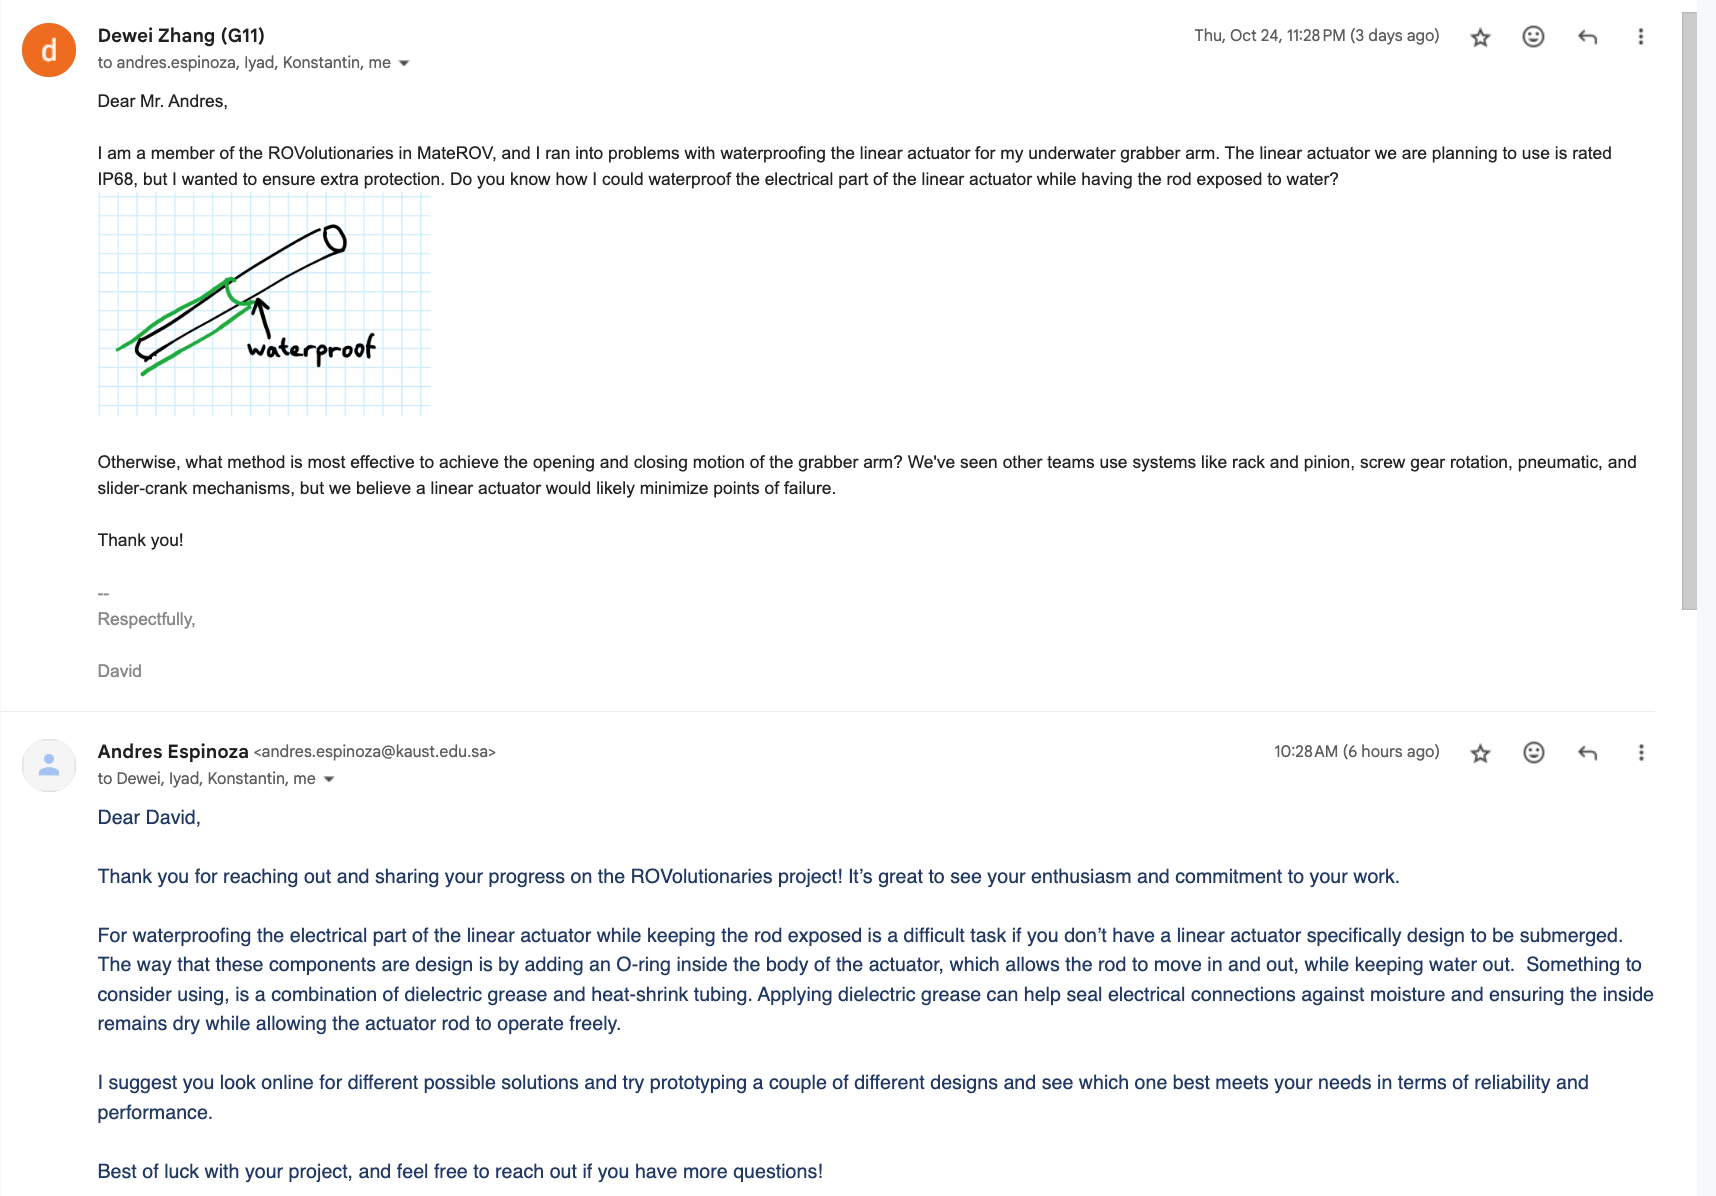 d
Dewei Zhang (G11)
Thu, Oct 24, 11:28 PM (3 days ago)
to andres.espinoza, Iyad, Konstantin, me
Dear Mr. Andres,
I am a member of the ROVolutionaries in MateROV, and I ran into problems with waterproofing the linear actuator for my underwater grabber arm. The linear actuator we are planning to use is rated
IP68, but I wanted to ensure extra protection. Do you know how I could waterproof the electrical part of the linear actuator while having the rod exposed to water?
waterproof
Otherwise, what method is most effective to achieve the opening and closing motion of the grabber arm? We've seen other teams use systems like rack and pinion, screw gear rotation, pneumatic, and
slider-crank mechanisms, but we believe a linear actuator would likely minimize points of failure.
Thank you!
--
Respectfully,
David
Andres Espinoza <andres.espinoza@kaust.edu.sa>
10:28 AM (6 hours ago)
to Dewei, Iyad, Konstantin, me
Dear David,
Thank you for reaching out and sharing your progress on the ROVolutionaries project! It’s great to see your enthusiasm and commitment to your work.
For waterproofing the electrical part of the linear actuator while keeping the rod exposed is a difficult task if you don’t have a linear actuator specifically design to be submerged.
The way that these components are design is by adding an O-ring inside the body of the actuator, which allows the rod to move in and out, while keeping water out.  Something to
consider using, is a combination of dielectric grease and heat-shrink tubing. Applying dielectric grease can help seal electrical connections against moisture and ensuring the inside
remains dry while allowing the actuator rod to operate freely.
I suggest you look online for different possible solutions and try prototyping a couple of different designs and see which one best meets your needs in terms of reliability and
performance.
Best of luck with your project, and feel free to reach out if you have more questions!